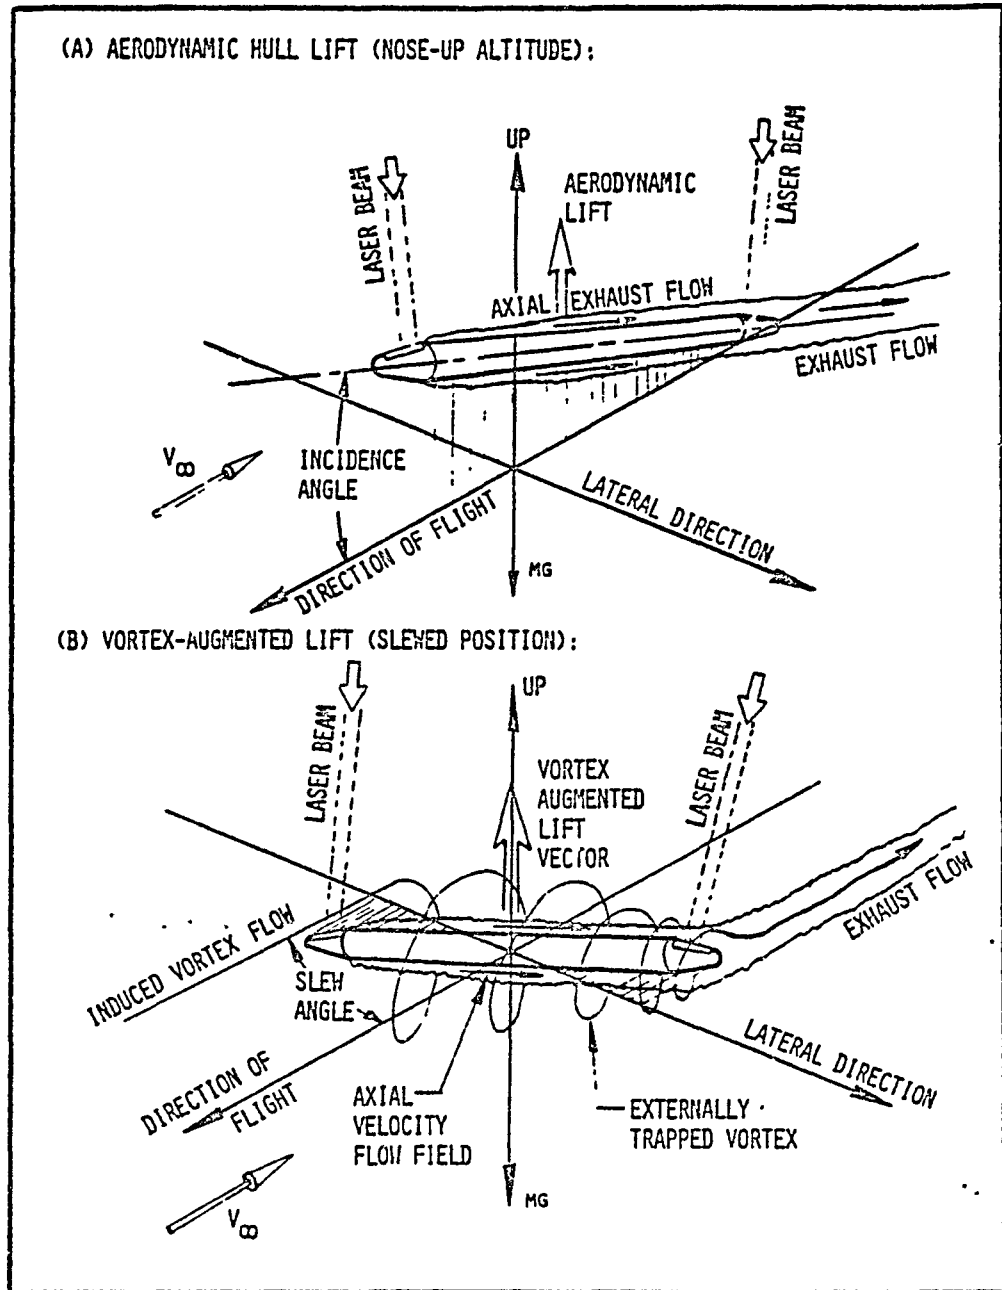 (A) AERODYNAMIC HULL LIFT (NOSE-UP ALTITUDE):
UP
LASER BEAM
AERODYNAMIC
LIFT
LASER BEAM
AXIAL EXHAUST FLOW
EXHAUST FLOW
V∞
INCIDENCE
ANGLE
DIRECTION OF FLIGHT
LATERAL DIRECTION
MG
(B) VORTEX-AUGMENTED LIFT (SLEWED POSITION):
UP
LASER BEAM
VORTEX
AUGMENTED
LIFT
VECTOR
LASER BEAM
EXHAUST FLOW
INDUCED VORTEX FLOW
SLEW
ANGLE
DIRECTION OF
FLIGHT
LATERAL DIRECTION
AXIAL
VELOCITY
FLOW FIELD
EXTERNALLY
TRAPPED VORTEX
MG
V∞